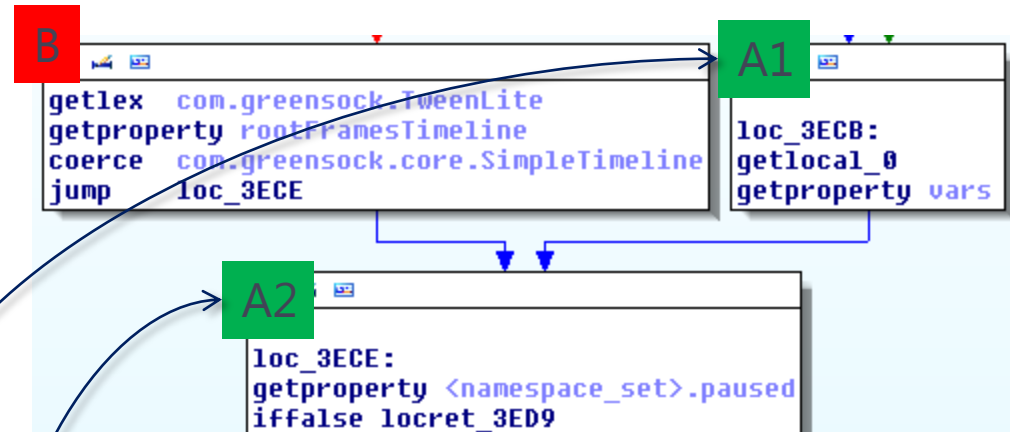 B
getlex com.greensock.TweenLite
getproperty rootFramesTimeline
coerce com.greensock.core.SimpleTimeline
jump loc_3ECE
A1
loc_3ECB:
getlocal_0
getproperty vars
A2
loc_3ECE:
getproperty <namespace_set>.paused
iffalse locret_3ED9